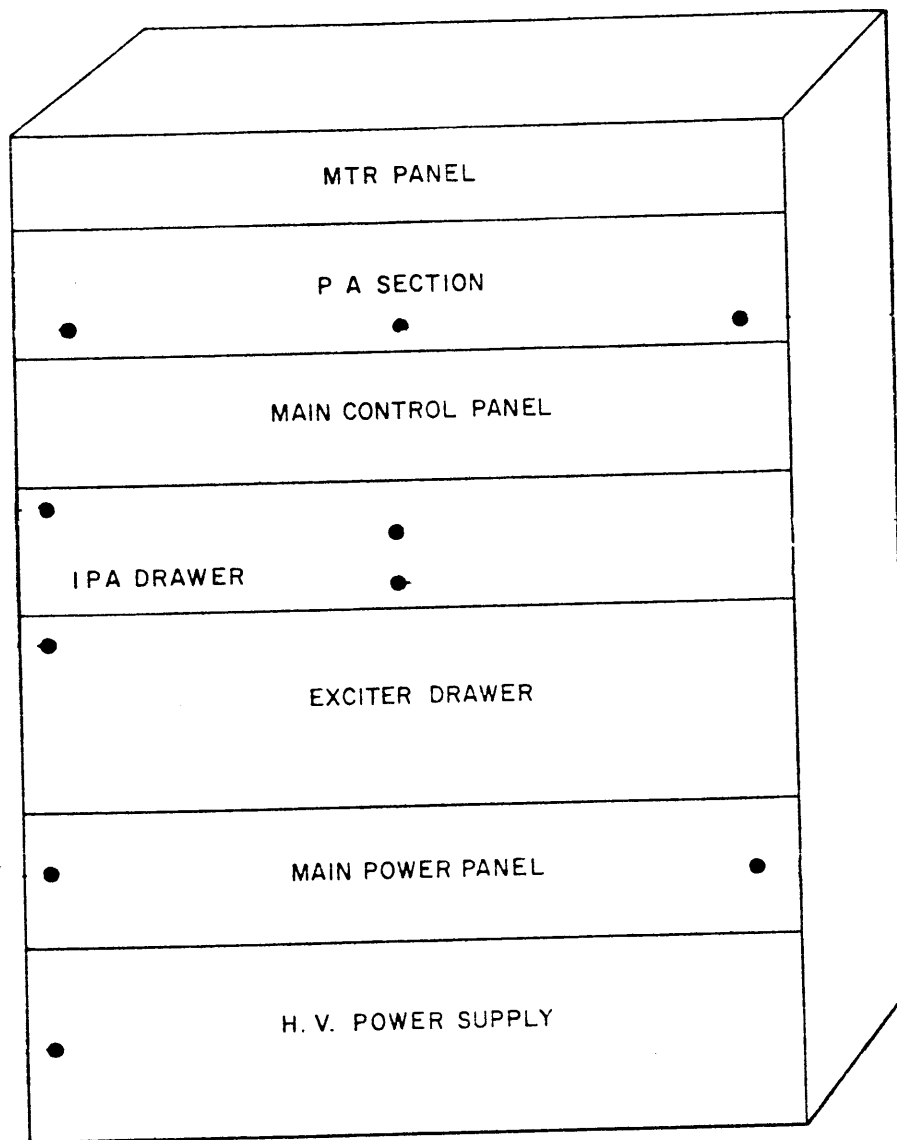 MTR PANEL
P A SECTION
MAIN CONTROL PANEL
IPA DRAWER
EXCITER DRAWER
MAIN POWER PANEL
H. V. POWER SUPPLY